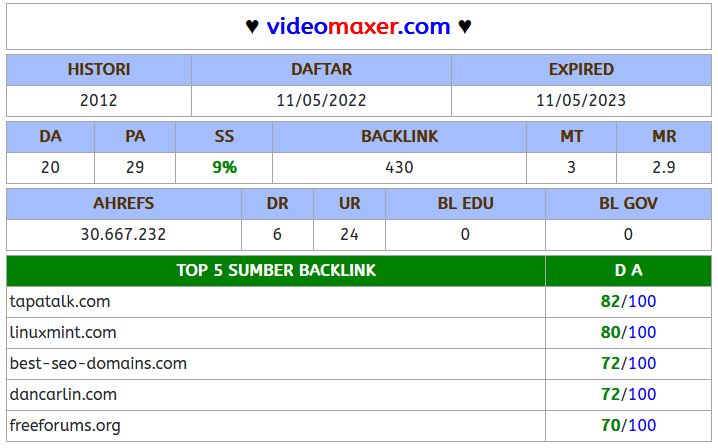 ♥ videomaxer.com ♥
HISTORI DAFTAR EXPIRED
2012 11/05/2022 11/05/2023
DA PA SS BACKLINK MT MR
20 29 9% 430 3 2.9
AHREFS DR UR BL EDU BL GOV
30.667.232 6 24 0 0
TOP 5 SUMBER BACKLINK D A
tapatalk.com 82/100
linuxmint.com 80/100
best-seo-domains.com 72/100
dancarlin.com 72/100
freeforums.org 70/100